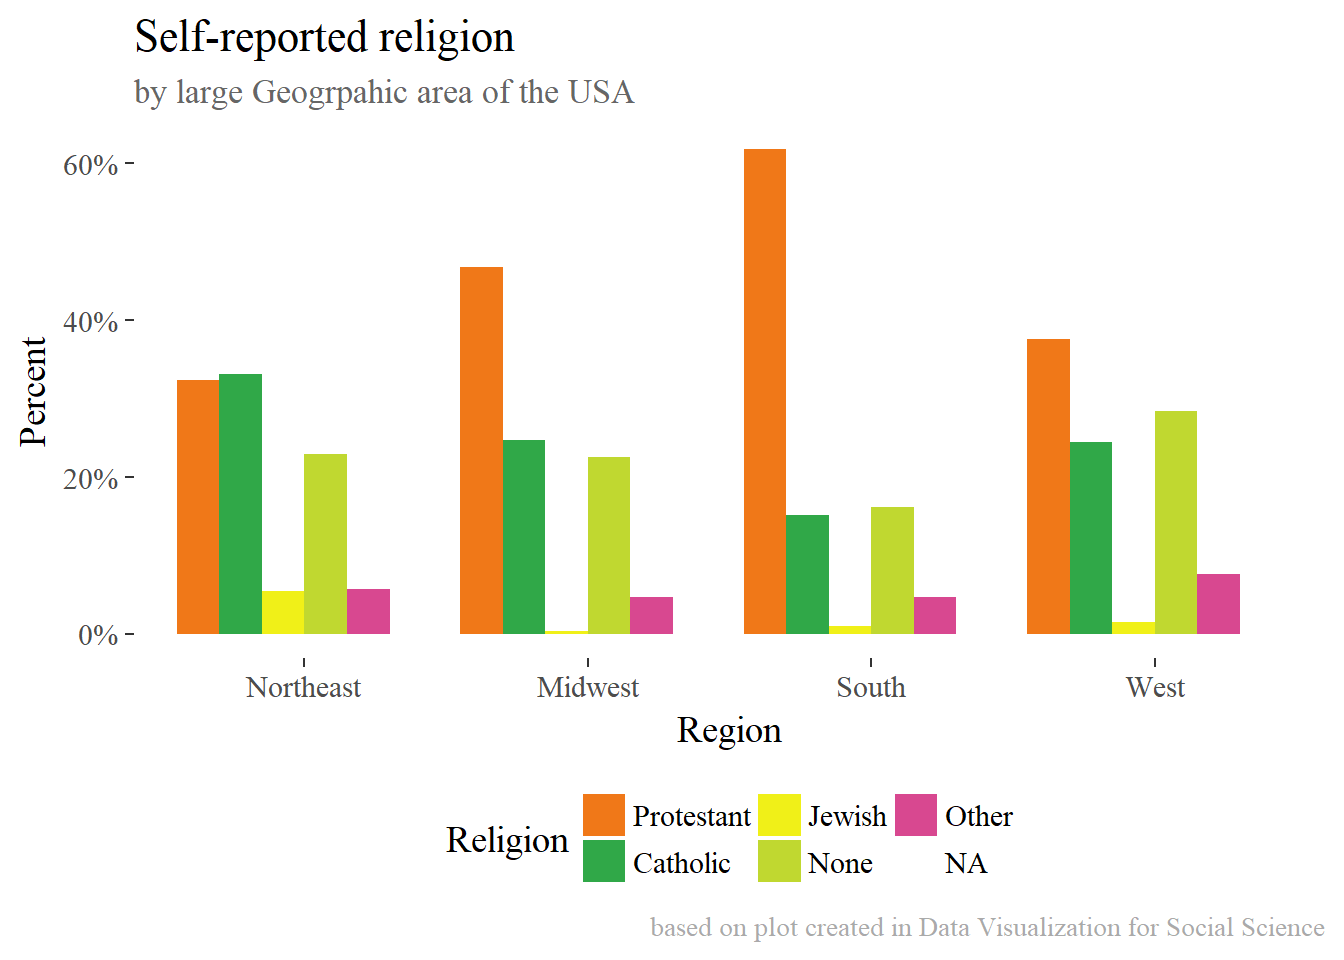 Self-reported religion
by large Geogrpahic area of the USA
60%
40%
20%
0%
Percent
Northeast Midwest South West
Region
Religion
Protestant Jewish Other
Catholic None NA
based on plot created in Data Visualization for Social Science